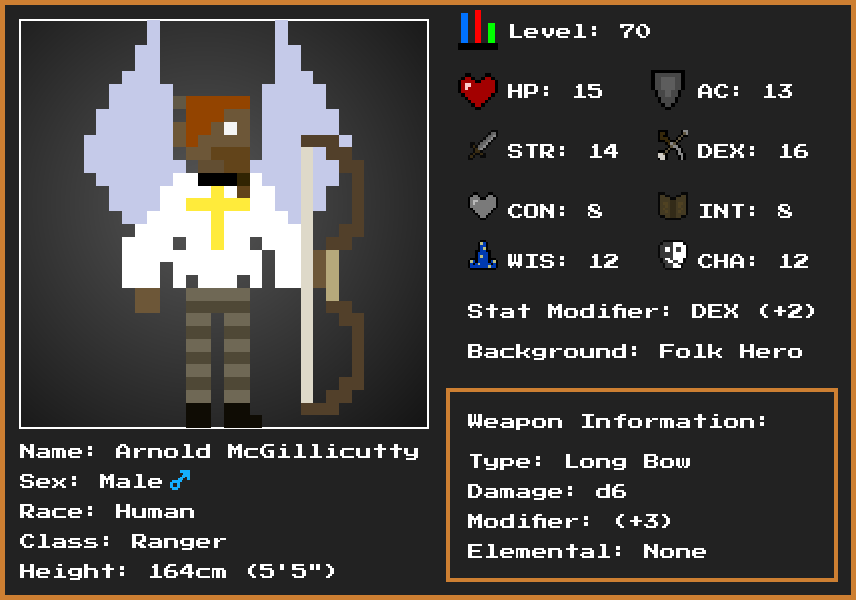 Level: 70
HP: 15
AC: 13
STR: 14
DEX: 16
CON: 8
INT: 8
WIS: 12
CHA: 12
Stat Modifier: DEX (+2)
Background: Folk Hero
Weapon Information:
Type: Long Bow
Damage: d6
Modifier: (+3)
Elemental: None
Name: Arnold McGillicutty
Sex: Male ♂
Race: Human
Class: Ranger
Height: 164cm (5'5")